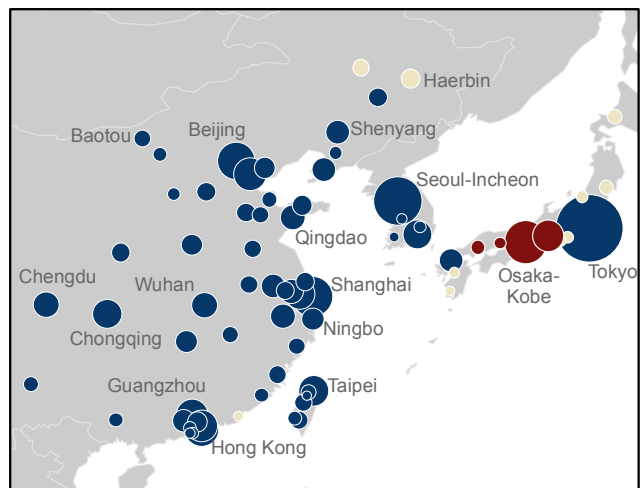 Haerbin
Baotou
Beijing
Shenyang
Seoul-Incheon
Qingdao
Chengdu
Wuhan
Shanghai
Osaka-
Kobe
Tokyo
Chongqing
Ningbo
Guangzhou
Taipei
Hong Kong